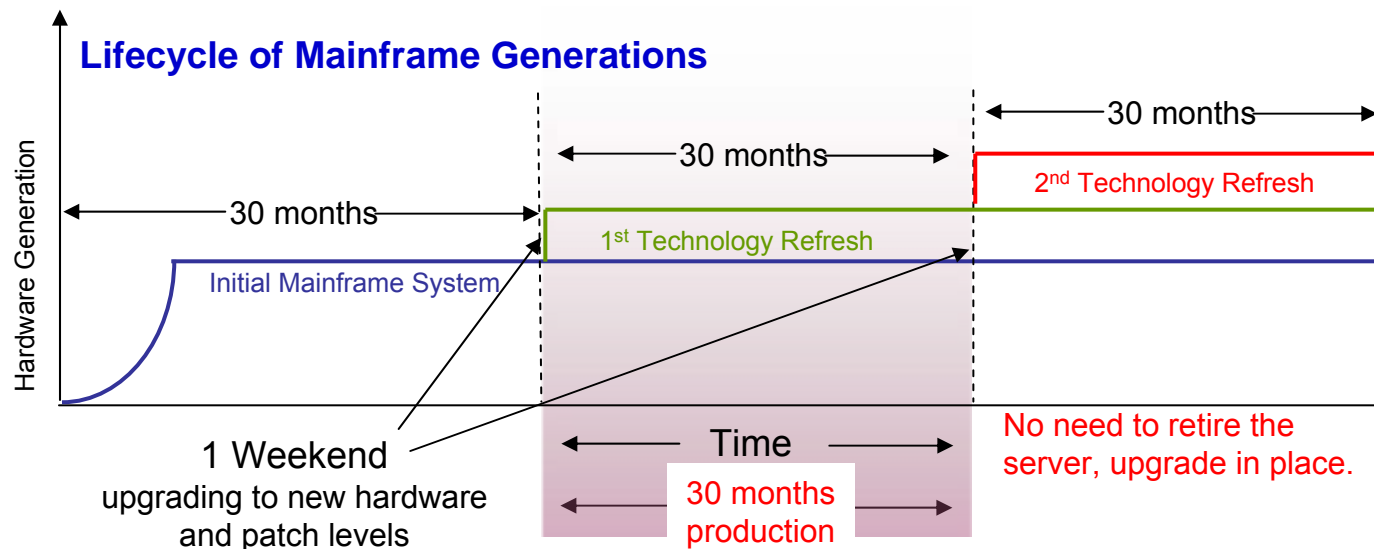 Lifecycle of Mainframe Generations
Hardware Generation
30 months
30 months
30 months
2nd Technology Refresh
1st Technology Refresh
Initial Mainframe System
1 Weekend
upgrading to new hardware
and patch levels
Time
30 months
production
No need to retire the
server, upgrade in place.